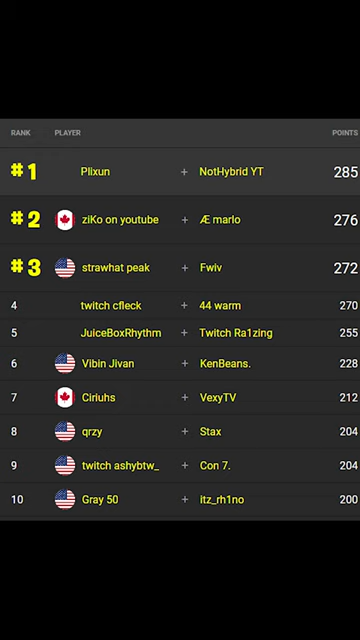 RANK PLAYER POINTS
#1 Plixun + NotHybrid YT 285
#2 ziKo on youtube + Æ marlo 276
#3 strawhat peak + Fwiv 272
4 twitch cfleck + 44 warm 270
5 JuiceBoxRhythm + Twitch Ra1zing 255
6 Vibin Jivan + KenBeans. 228
7 Ciriuhs + VexyTV 212
8 qrzy + Stax 204
9 twitch ashybtw_ + Con 7. 204
10 Gray 50 + itz_rh1no 200